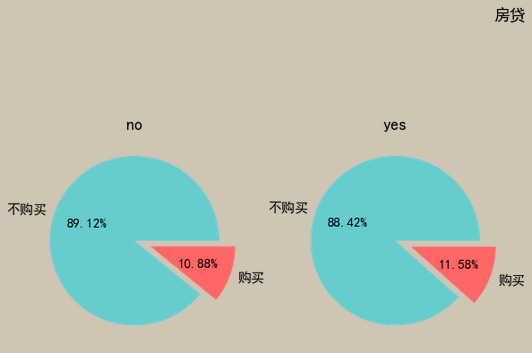 房贷
no
yes
不购买
89.12%
10.88%
购买
不购买
88.42%
11.58%
购买